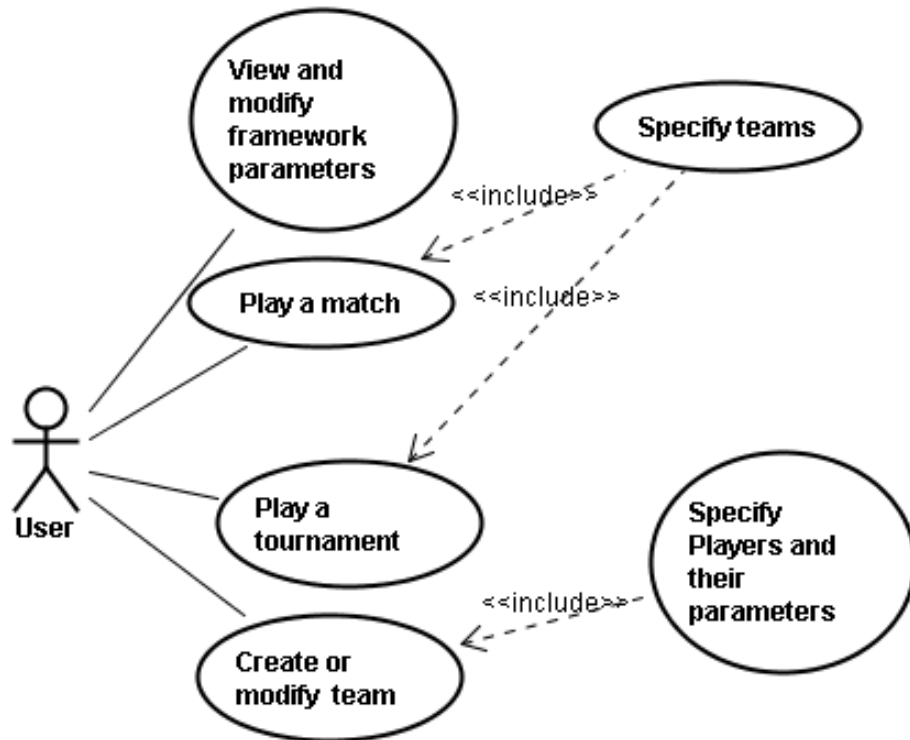 View and
modify
framework
parameters
Specify teams
<<include>>
Play a match
<<include>>
User
Play a
tournament
Specify
Players and
their
parameters
<<include>>
Create or
modify team